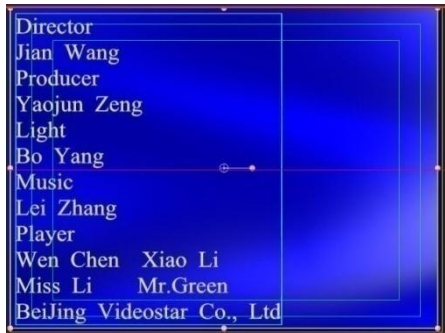 Director
Jian Wang
Producer
Yaojun Zeng
Light
Bo Yang
Music
Lei Zhang
Player
Wen Chen Xiao Li
Miss Li Mr.Green
BeiJing Videostar Co., Ltd